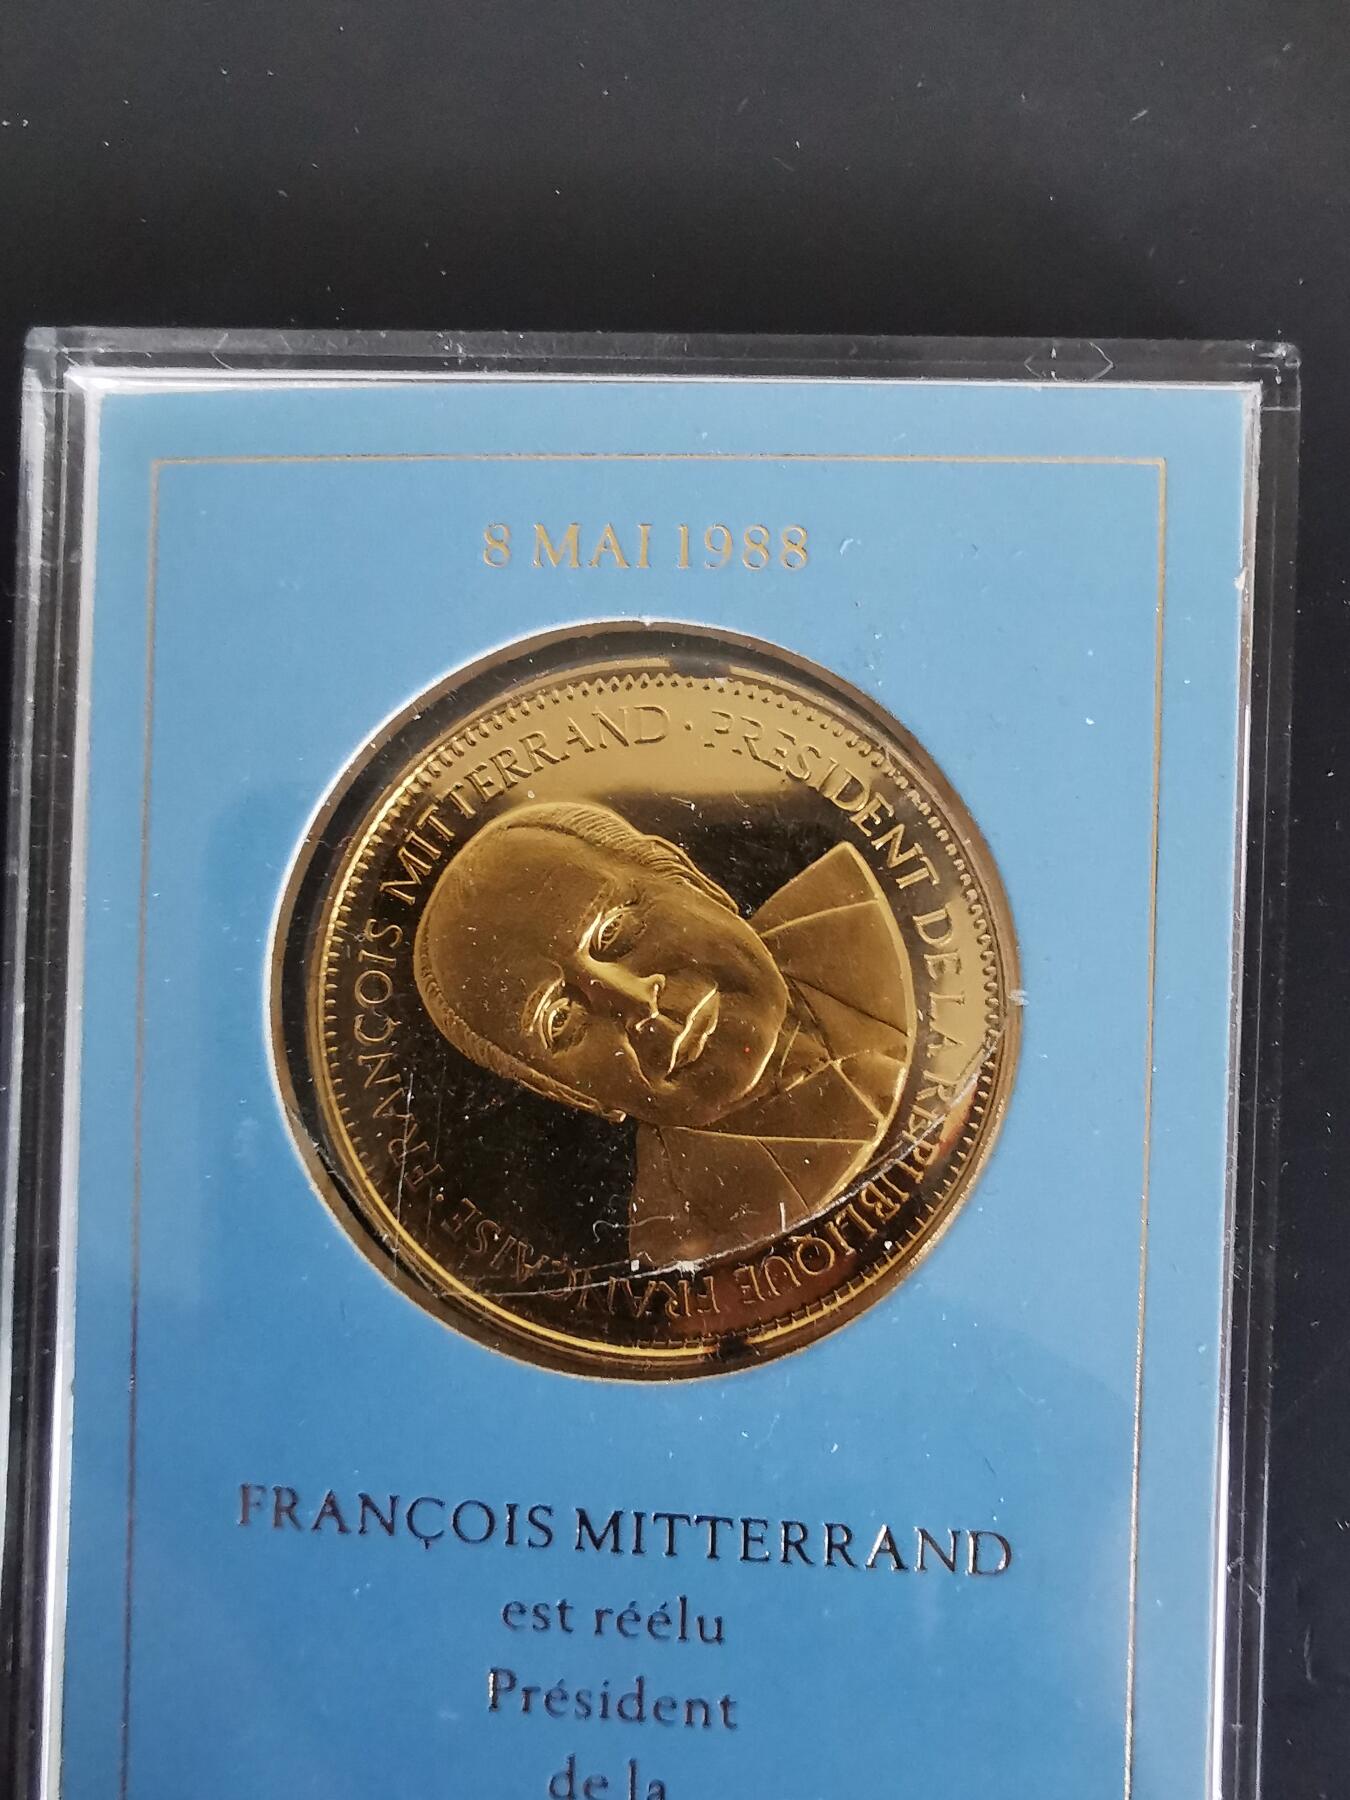 8 MAI 1988
FRANÇOIS MITTERRAND · PRESIDENT DE LA REPUBLIQUE FRANÇAISE ·
FRANÇOIS MITTERRAND
est réélu
Président
de la